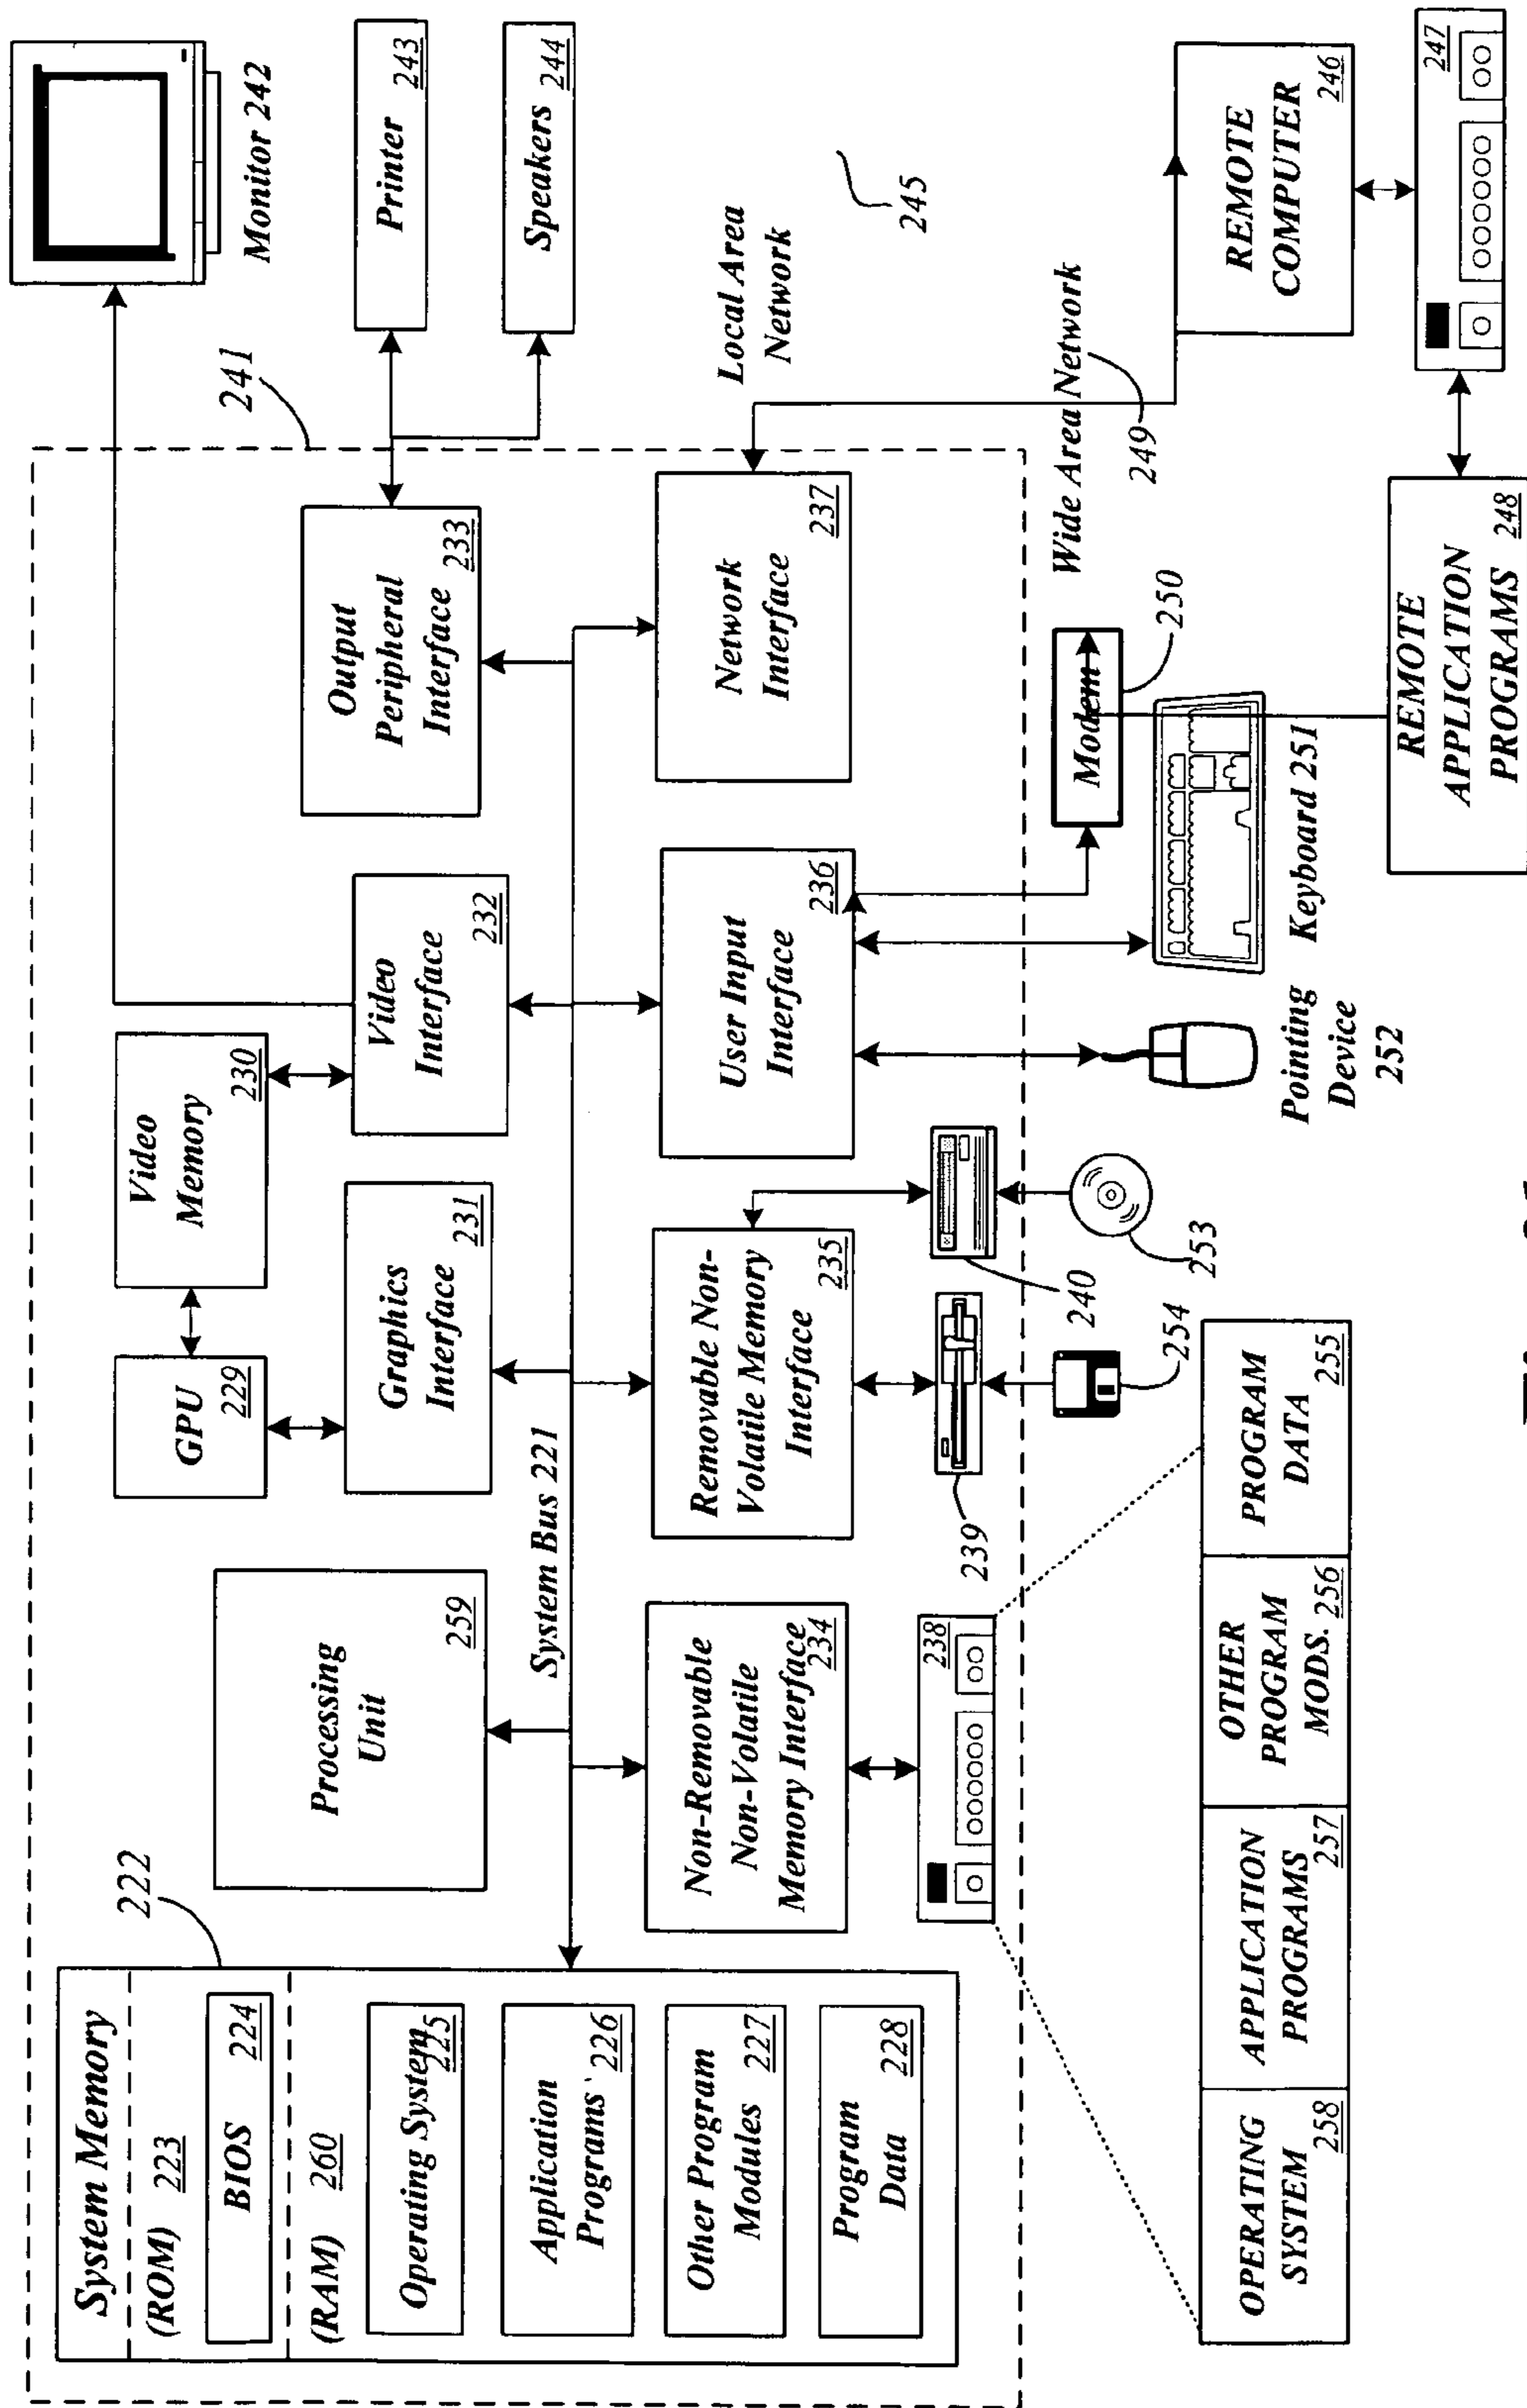 System Memory
(ROM) 223
BIOS 224
(RAM) 260
Operating System
225
Application
Programs 226
Other Program
Modules 227
Program
Data 228
222
Processing
Unit
259
GPU
229
Video
Memory
230
Graphics
Interface
231
Video
Interface
232
Output
Peripheral
Interface 233
241
Monitor 242
Printer
243
Speakers
244
System Bus 221
Non-Removable
Non-Volatile
Memory Interface
234
Removable Non-
Volatile Memory
Interface 235
User Input
Interface 236
Network
Interface 237
Local Area
Network
245
238
239
240
254
253
Pointing
Device
252
Keyboard 251
Modem
250
Wide Area Network
249
REMOTE
COMPUTER
246
247
REMOTE
APPLICATION
PROGRAMS 248
OPERATING
SYSTEM
258
APPLICATION
PROGRAMS
257
OTHER
PROGRAM
MODS. 256
PROGRAM
DATA 255